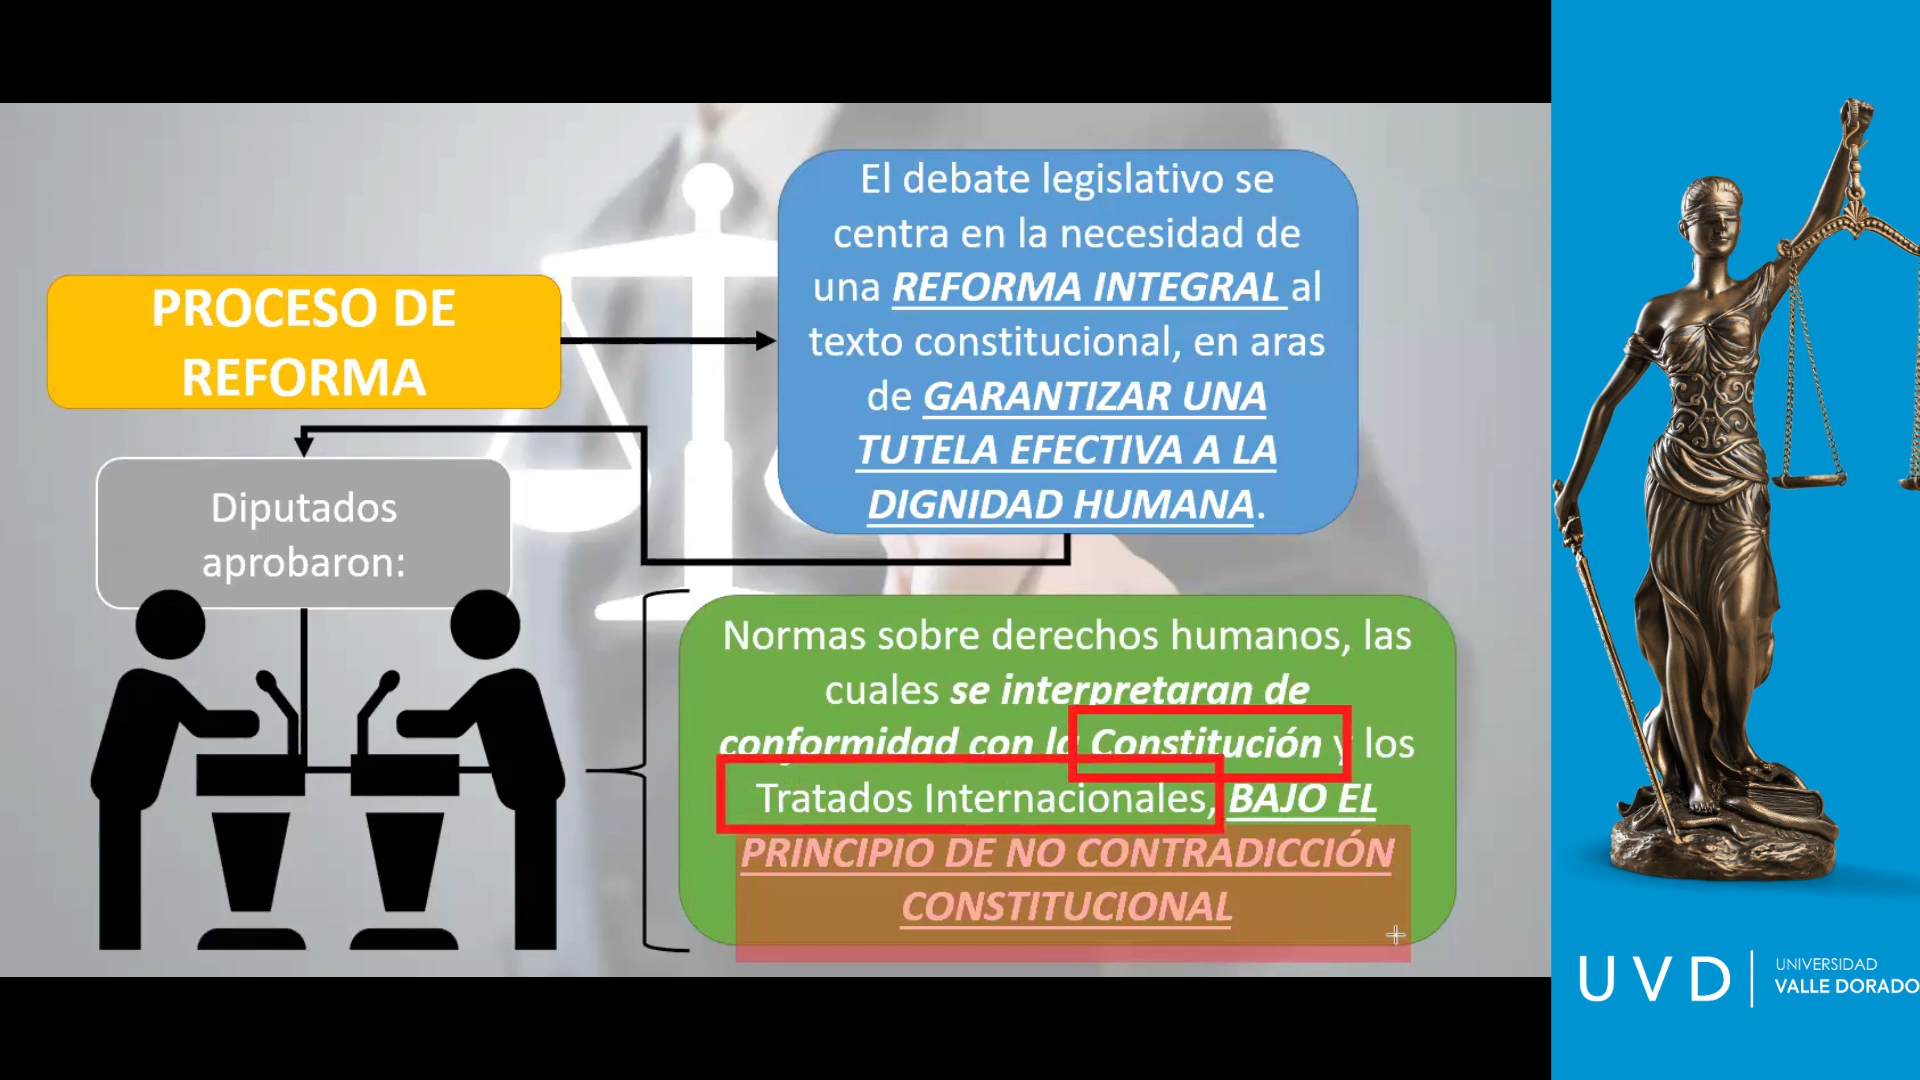 PROCESO DE
REFORMA
El debate legislativo se
centra en la necesidad de
una REFORMA INTEGRAL al
texto constitucional, en aras
de GARANTIZAR UNA
TUTELA EFECTIVA A LA
DIGNIDAD HUMANA.
Diputados
aprobaron:
Normas sobre derechos humanos, las
cuales se interpretaran de
conformidad con la Constitución y los
Tratados Internacionales, BAJO EL
PRINCIPIO DE NO CONTRADICCIÓN
CONSTITUCIONAL
UVD
UNIVERSIDAD
VALLE DORADO